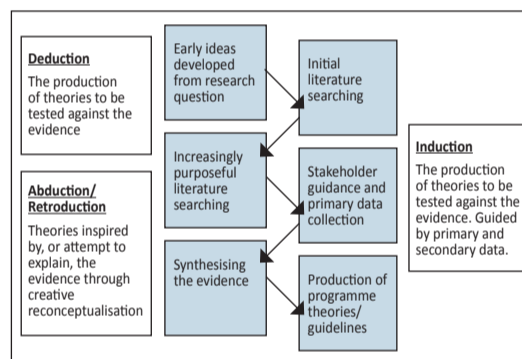 Deduction
The production
of theories to be
tested against the
evidence
Abduction/
Retroduction
Theories inspired
by, or attempt to
explain, the
evidence through
creative
reconceptualisation
Early ideas
developed
from research
question
Initial
literature
searching
Increasingly
purposeful
literature
searching
Stakeholder
guidance and
primary data
collection
Synthesising
the evidence
Production of
programme
theories/
guidelines
Induction
The production
of theories to be
tested against the
evidence. Guided
by primary and
secondary data.